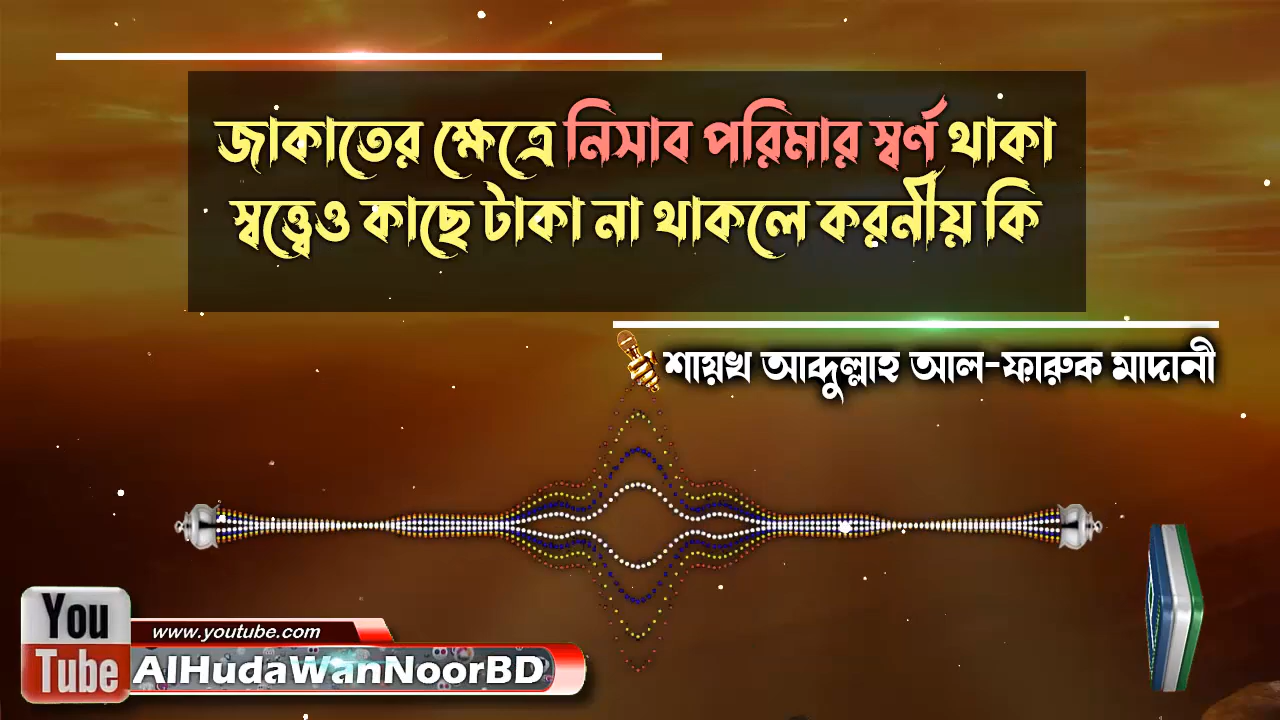 জাকাতের ক্ষেত্রে নিসাব পরিমার স্বর্ণ থাকা
স্বত্ত্বেও কাছে টাকা না থাকলে করনীয় কি
শায়খ আব্দুল্লাহ আল-ফারুক মাদানী
You
Tube
www.youtube.com
AlHudaWanNoorBD